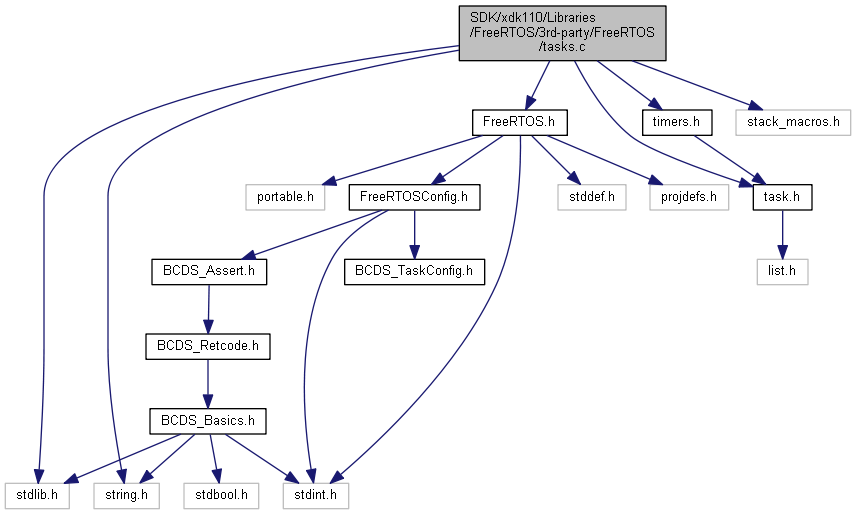 SDK/xdk110/Libraries
/FreeRTOS/3rd-party/FreeRTOS
/tasks.c
FreeRTOS.h
timers.h
stack_macros.h
portable.h
FreeRTOSConfig.h
stddef.h
projdefs.h
task.h
BCDS_Assert.h
BCDS_TaskConfig.h
list.h
BCDS_Retcode.h
BCDS_Basics.h
stdlib.h
string.h
stdbool.h
stdint.h